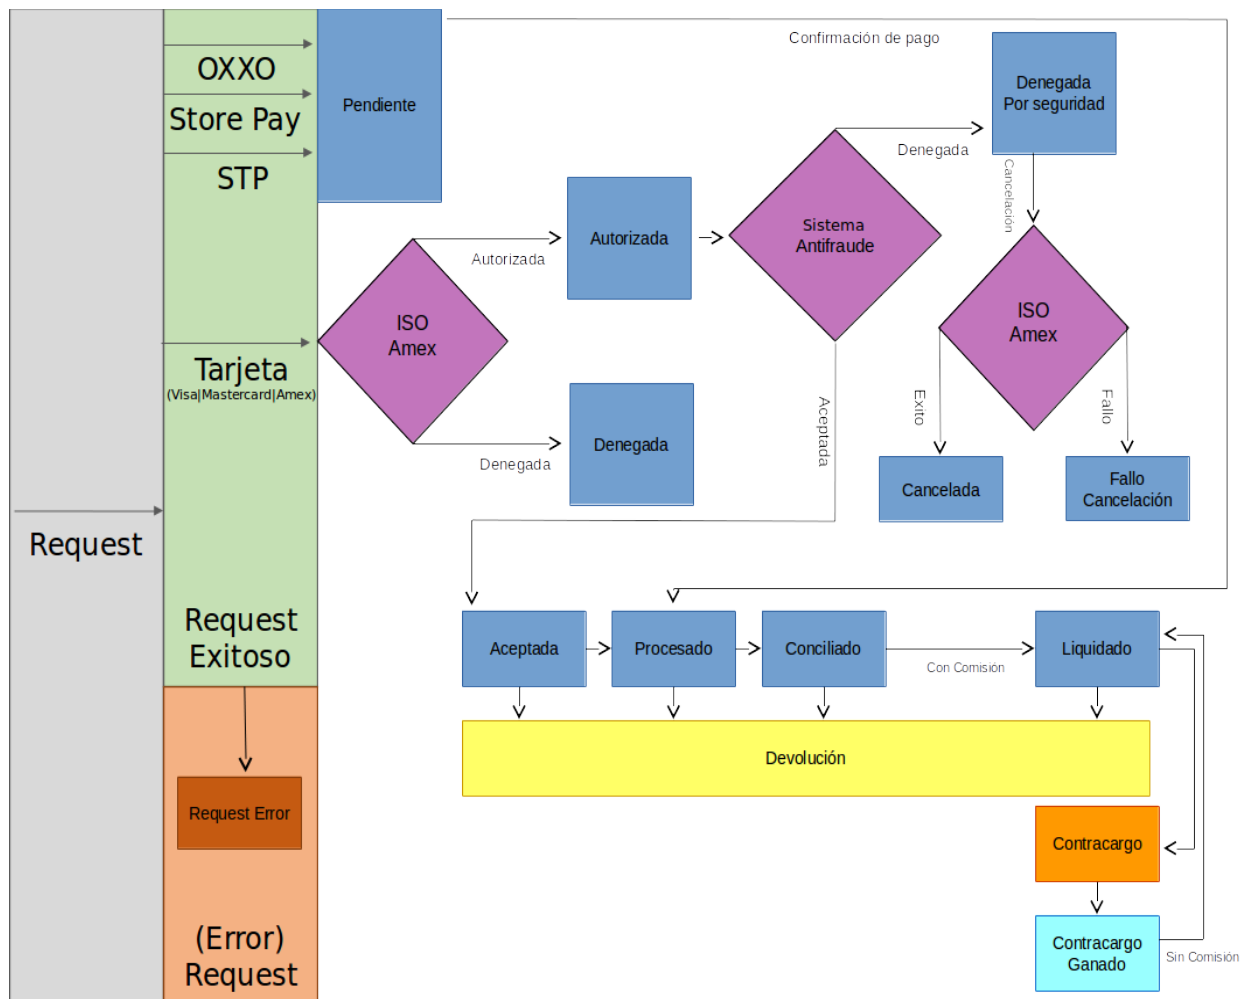 Request
OXXO
Store Pay
STP
Tarjeta
(Visa|Mastercard|Amex)
Request
Exitoso
Request Error
(Error)
Request
Pendiente
Confirmación de pago
ISO
Amex
Autorizada
Autorizada
Denegada
Denegada
Sistema
Antifraude
Denegada
Denegada
Por seguridad
Cancelación
ISO
Amex
Exito
Fallo
Cancelada
Fallo
Cancelación
Aceptada
Aceptada
Procesado
Conciliado
Con Comisión
Liquidado
Devolución
Contracargo
Contracargo
Ganado
Sin Comisión